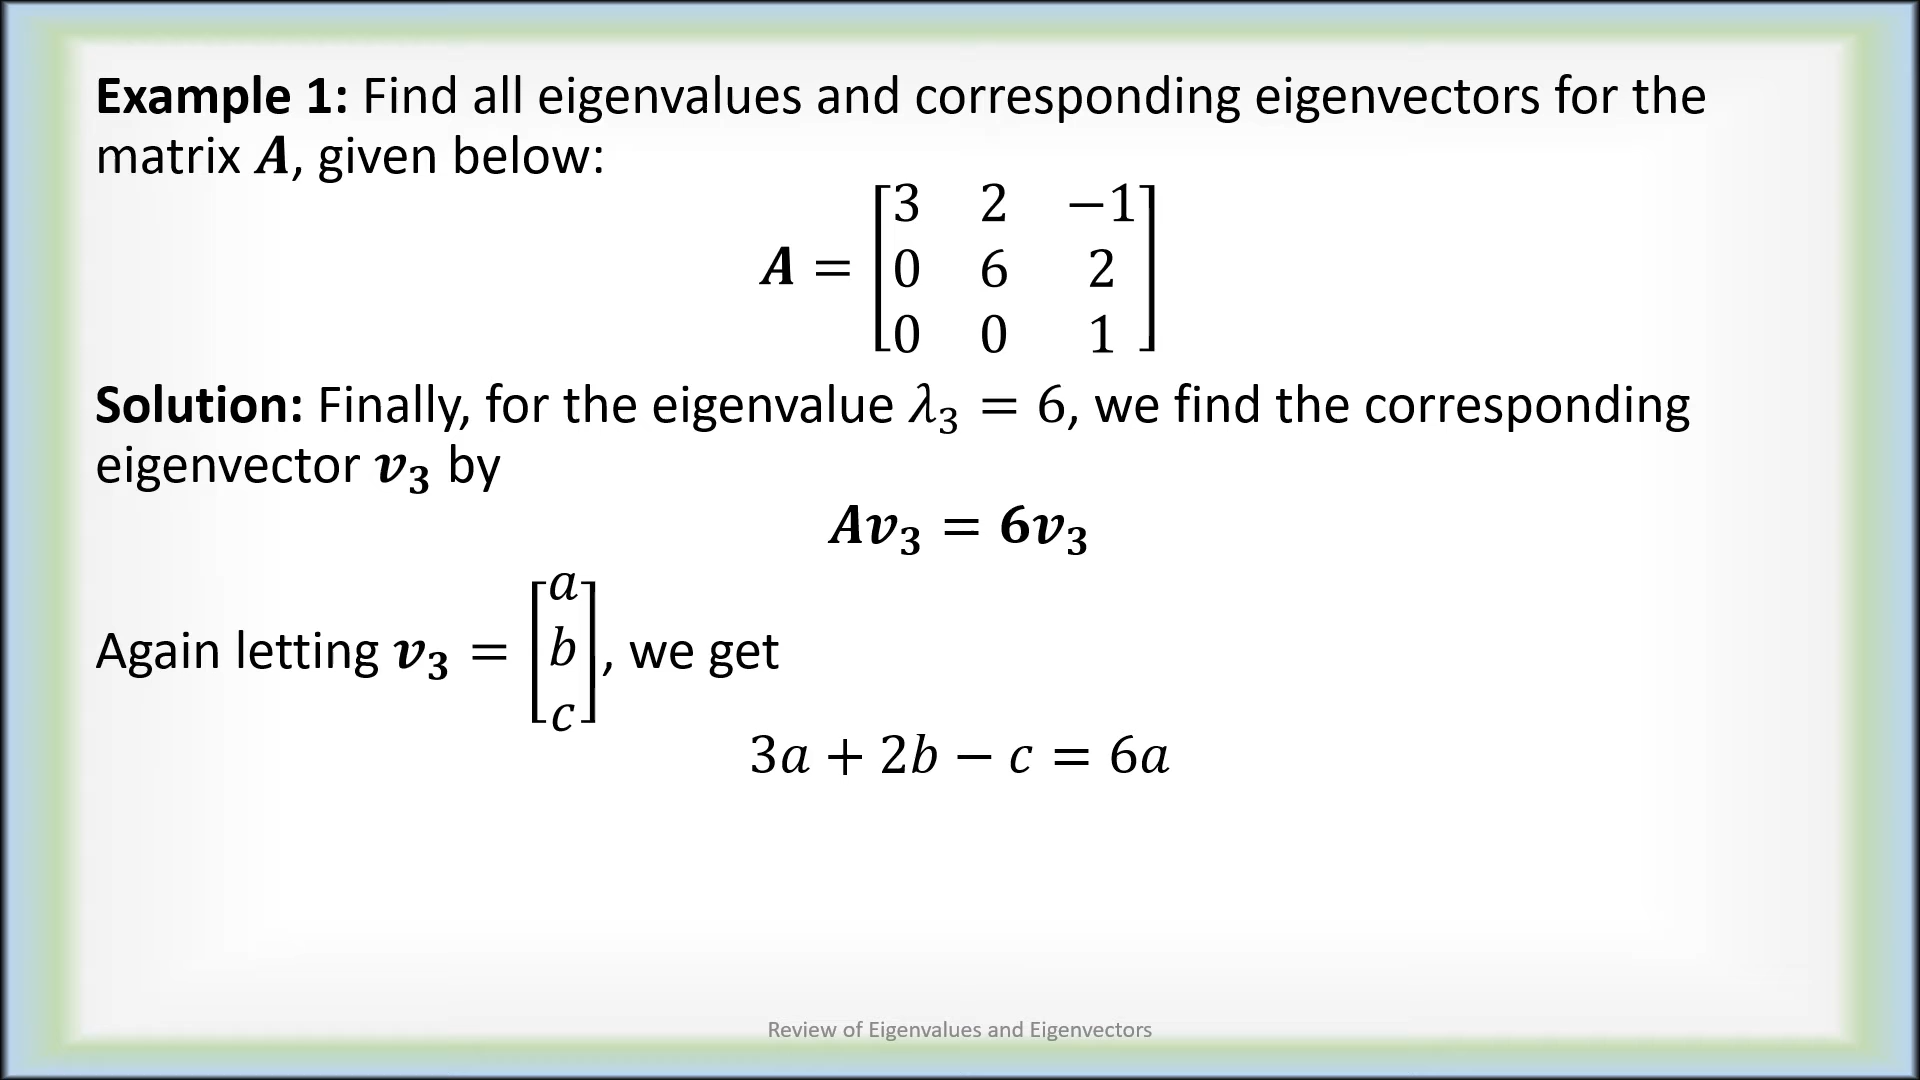 Example 1: Find all eigenvalues and corresponding eigenvectors for the
matrix A, given below:
A = [3 2 −1
0 6 2
0 0 1]
Solution: Finally, for the eigenvalue λ₃ = 6, we find the corresponding
eigenvector v₃ by
Av₃ = 6v₃
Again letting v₃ = [a b c], we get
3a + 2b − c = 6a
Review of Eigenvalues and Eigenvectors